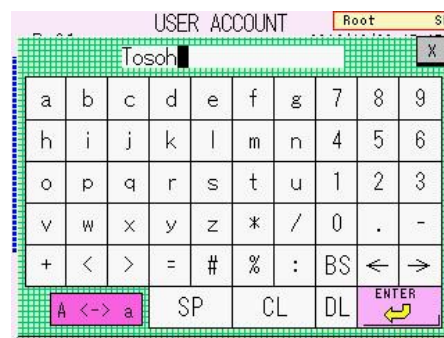 USER ACCOUNT
Root
Tosoh
X
a b c d e f g 7 8 9
h i j k l m n 4 5 6
o p q r s t u 1 2 3
v w x y z * / 0 . -
+ < > = # % : BS ← →
A <-> a SP CL DL ENTER